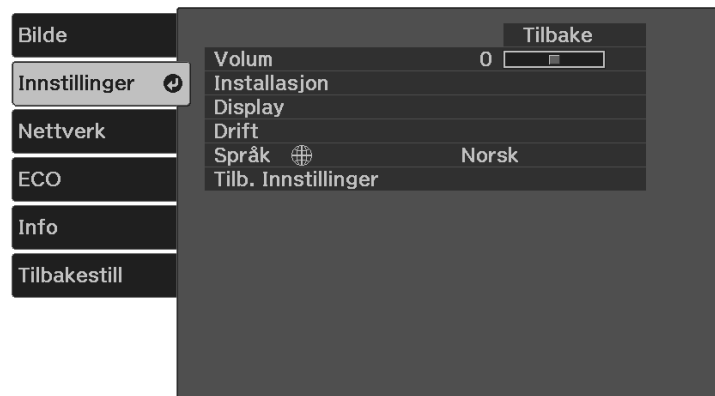 Bilde
Innstillinger
Nettverk
ECO
Info
Tilbakestill
Tilbake
Volum 0
Installasjon
Display
Drift
Språk Norsk
Tilb. Innstillinger